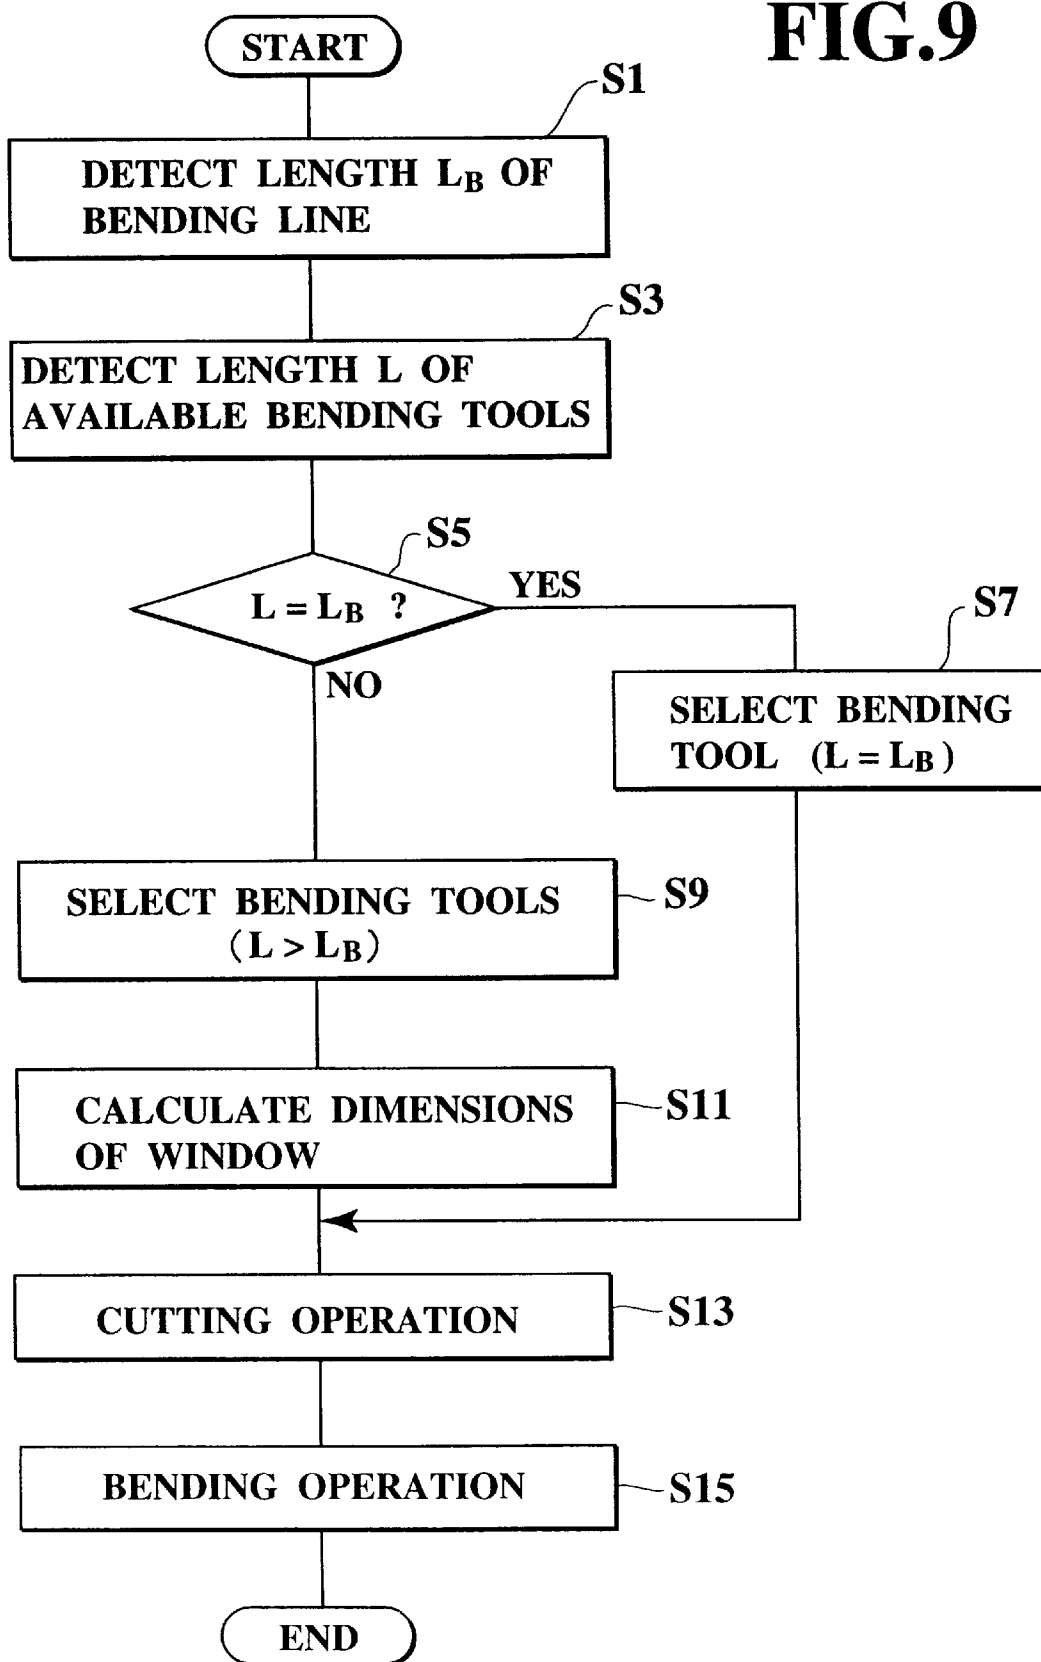 FIG.9
START
S1
DETECT LENGTH LB OF
BENDING LINE
S3
DETECT LENGTH L OF
AVAILABLE BENDING TOOLS
S5
L = LB ?
YES
NO
S7
SELECT BENDING
TOOL (L = LB)
SELECT BENDING TOOLS
(L > LB)
S9
CALCULATE DIMENSIONS
OF WINDOW
S11
CUTTING OPERATION
S13
BENDING OPERATION
S15
END